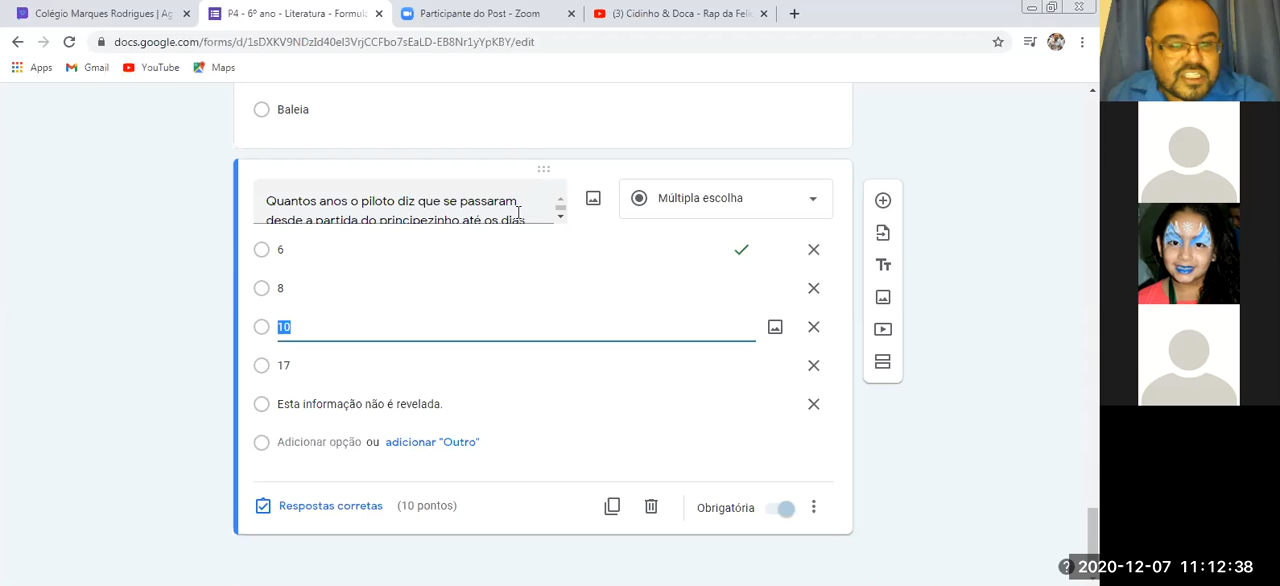 Colégio Marques Rodrigues | Ag
P4 - 6º ano - Literatura - Formulá
Participante do Post - Zoom
(3) Cidinho & Doca - Rap da Feli
docs.google.com/forms/d/1sDXKV9NDzId40el3VrjCCFbo7sEaLD-EB8Nr1yYpKBY/edit
Apps Gmail YouTube Maps
Baleia
Quantos anos o piloto diz que se passaram
desde a partida do principezinho até os dias
Múltipla escolha
6
8
10
17
Esta informação não é revelada.
Adicionar opção ou adicionar "Outro"
Respostas corretas (10 pontos)
Obrigatória
2020-12-07 11:12:38